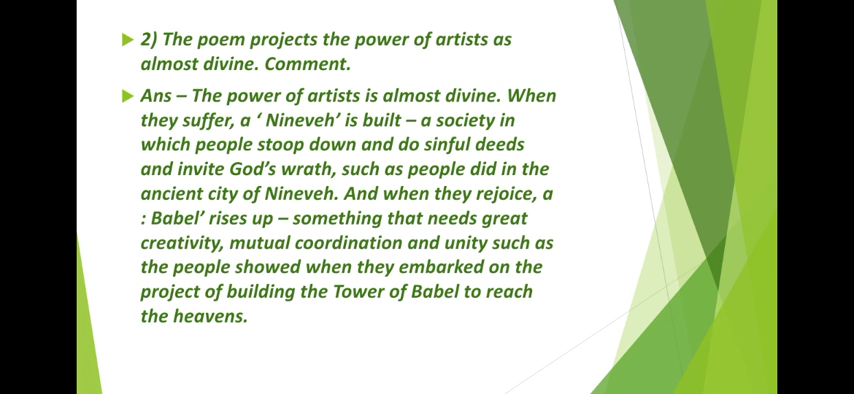 2) The poem projects the power of artists as
almost divine. Comment.
Ans – The power of artists is almost divine. When
they suffer, a ‘ Nineveh’ is built – a society in
which people stoop down and do sinful deeds
and invite God’s wrath, such as people did in the
ancient city of Nineveh. And when they rejoice, a
: Babel’ rises up – something that needs great
creativity, mutual coordination and unity such as
the people showed when they embarked on the
project of building the Tower of Babel to reach
the heavens.